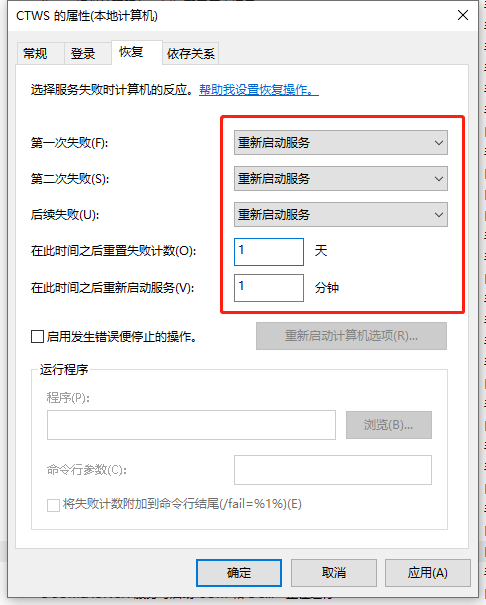 CTWS 的属性(本地计算机)
常规 登录 恢复 依存关系
选择服务失败时计算机的反应。帮助我设置恢复操作。
第一次失败(F): 重新启动服务
第二次失败(S): 重新启动服务
后续失败(U): 重新启动服务
在此时间之后重置失败计数(O): 1 天
在此时间之后重新启动服务(V): 1 分钟
启用发生错误便停止的操作。 重新启动计算机选项(R)...
运行程序
程序(P):
浏览(B)...
命令行参数(C):
将失败计数附加到命令行结尾(/fail=%1%)(E)
确定 取消 应用(A)